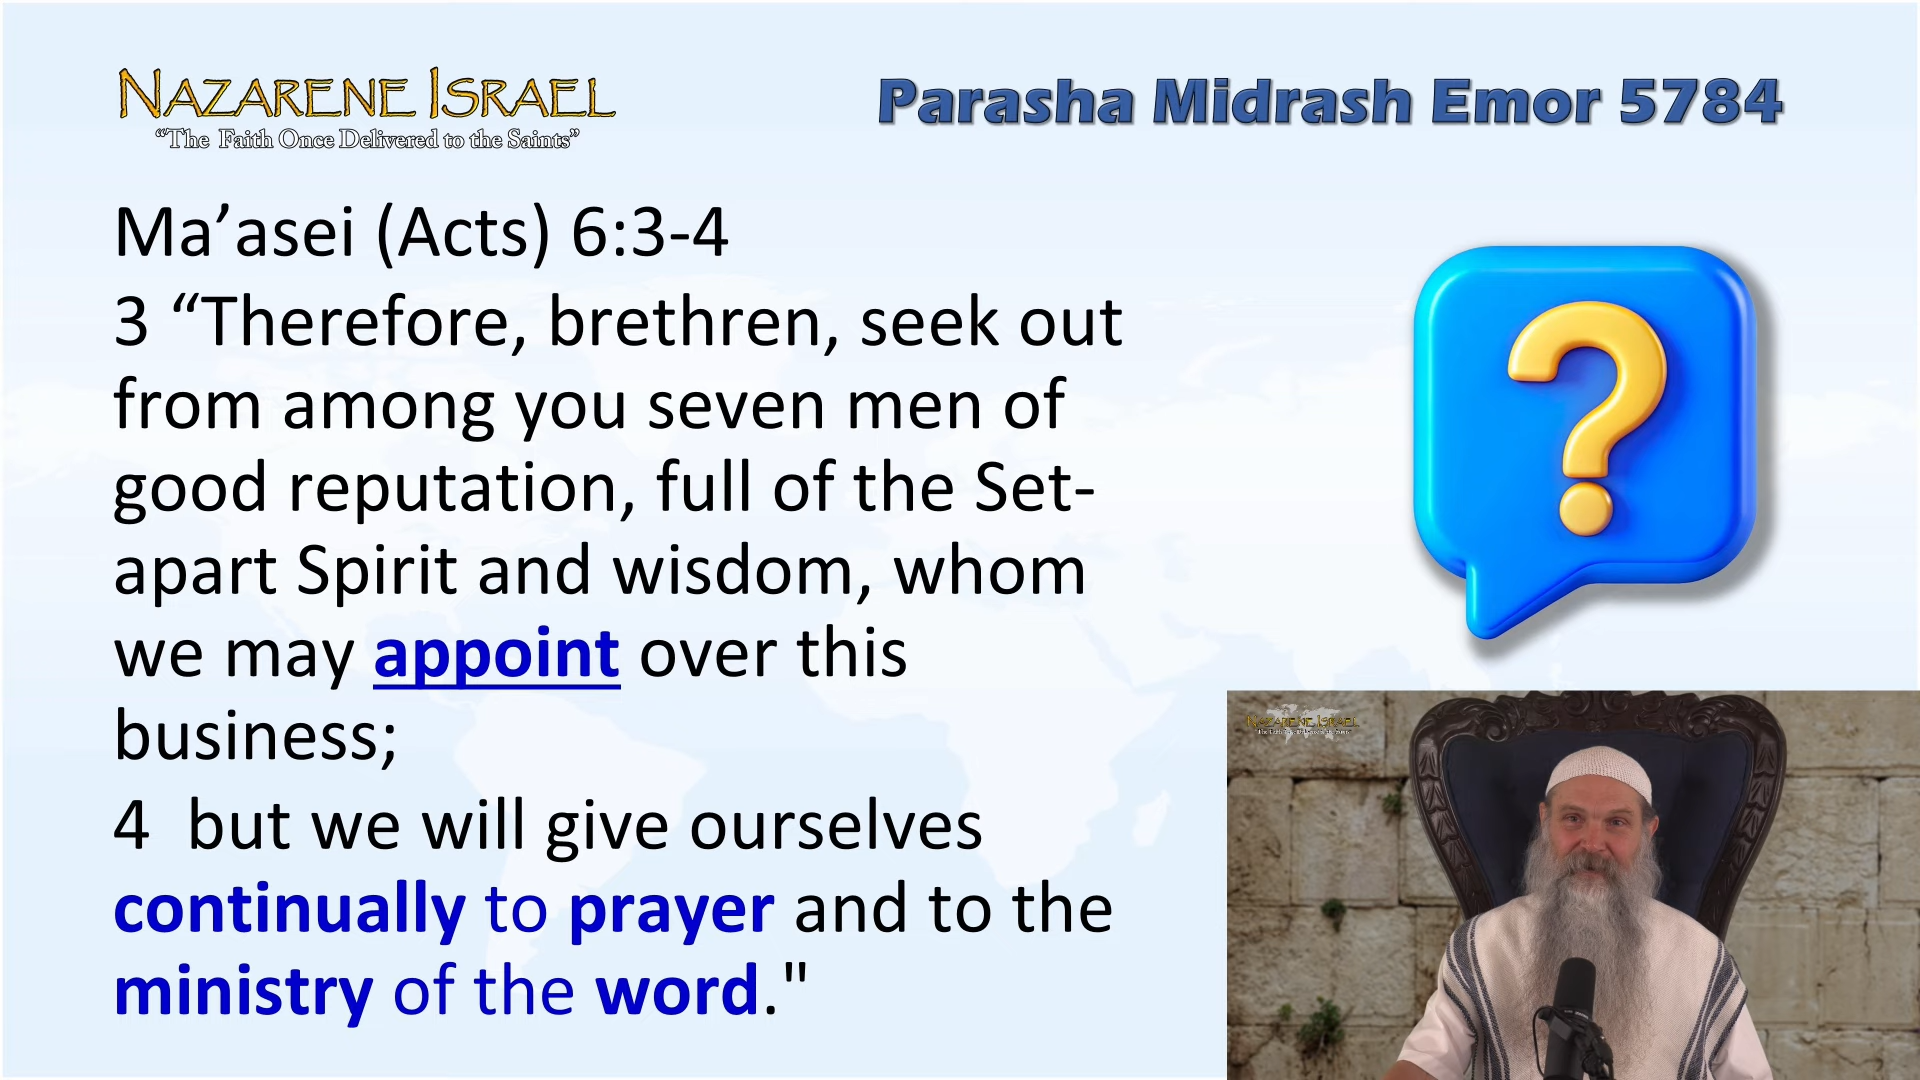 NAZARENE ISRAEL
“The Faith Once Delivered to the Saints”
Parasha Midrash Emor 5784
Ma’asei (Acts) 6:3-4
3 “Therefore, brethren, seek out
from among you seven men of
good reputation, full of the Set-
apart Spirit and wisdom, whom
we may appoint over this
business;
4  but we will give ourselves
continually to prayer and to the
ministry of the word."
?
NAZARENE ISRAEL